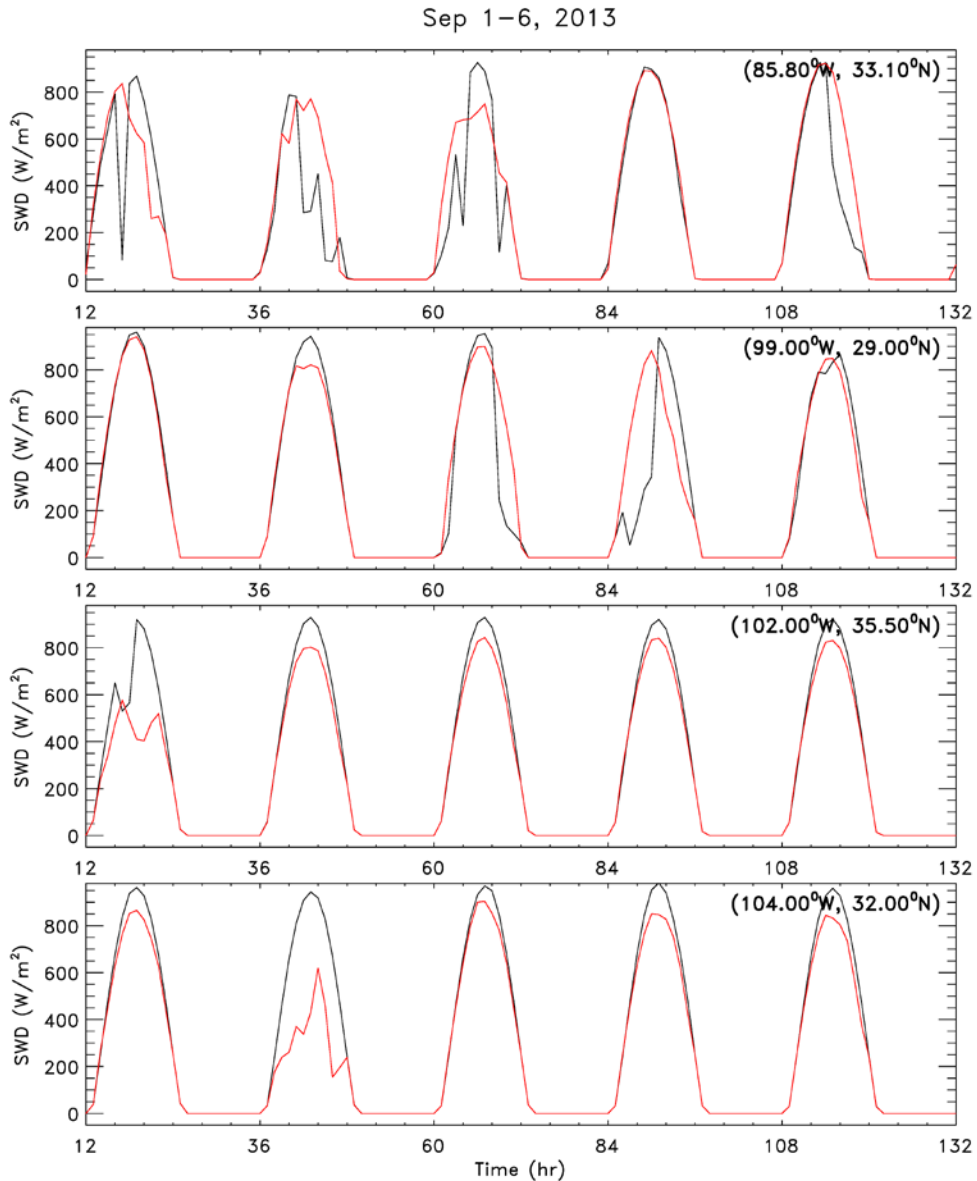 Sep 1-6, 2013
(85.80⁰W, 33.10⁰N)
SWD (W/m²)
800
600
400
200
0
12 36 60 84 108 132
(99.00⁰W, 29.00⁰N)
SWD (W/m²)
800
600
400
200
0
12 36 60 84 108 132
(102.00⁰W, 35.50⁰N)
SWD (W/m²)
800
600
400
200
0
12 36 60 84 108 132
(104.00⁰W, 32.00⁰N)
SWD (W/m²)
800
600
400
200
0
12 36 60 84 108 132
Time (hr)